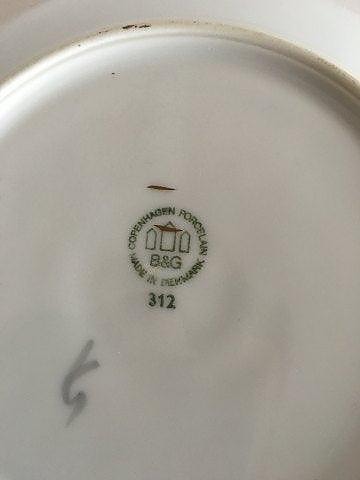 COPENHAGEN PORCELAIN
B&G
MADE IN DENMARK
312